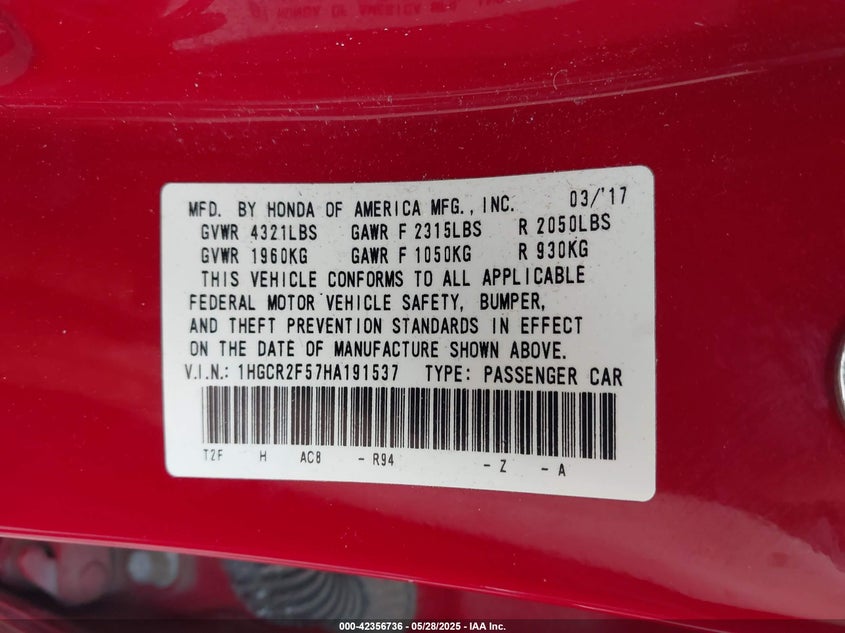 MFD. BY HONDA OF AMERICA MFG., INC. 03/'17
GVWR 4321LBS GAWR F 2315LBS R 2050LBS
GVWR 1960KG GAWR F 1050KG R 930KG
THIS VEHICLE CONFORMS TO ALL APPLICABLE
FEDERAL MOTOR VEHICLE SAFETY, BUMPER,
AND THEFT PREVENTION STANDARDS IN EFFECT
ON THE DATE OF MANUFACTURE SHOWN ABOVE.
V.I.N.: 1HGCR2F57HA191537 TYPE: PASSENGER CAR
T2F H AC8 - R94 - Z - A
000-42356736 - 05/28/2025 - IAA Inc.